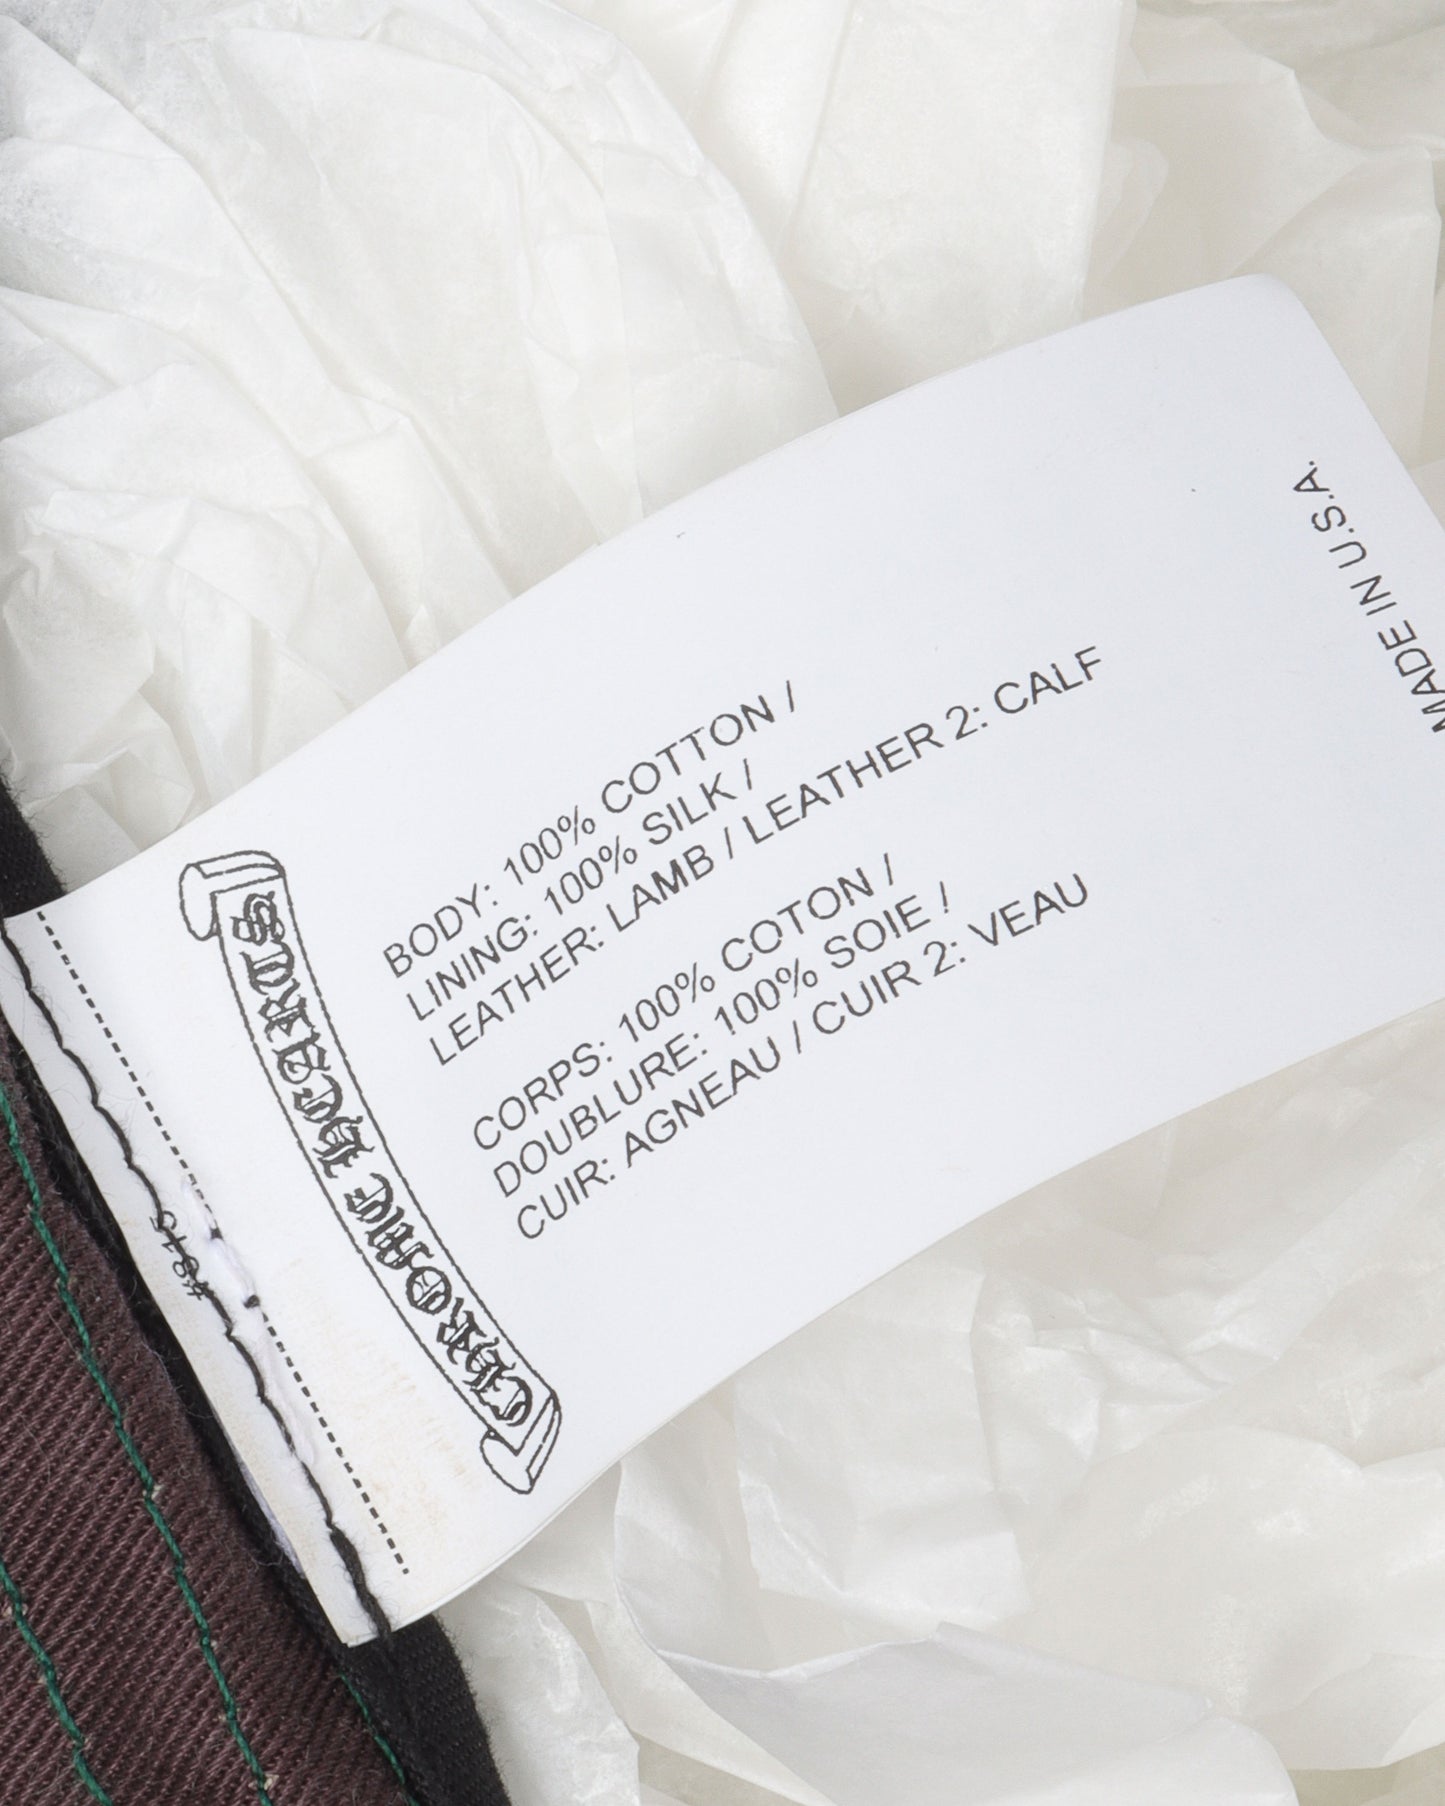 CHROME HEARTS
BODY: 100% COTTON /
LINING: 100% SILK /
LEATHER: LAMB / LEATHER 2: CALF
CORPS: 100% COTON /
DOUBLURE: 100% SOIE /
CUIR: AGNEAU / CUIR 2: VEAU
MADE IN U.S.A.